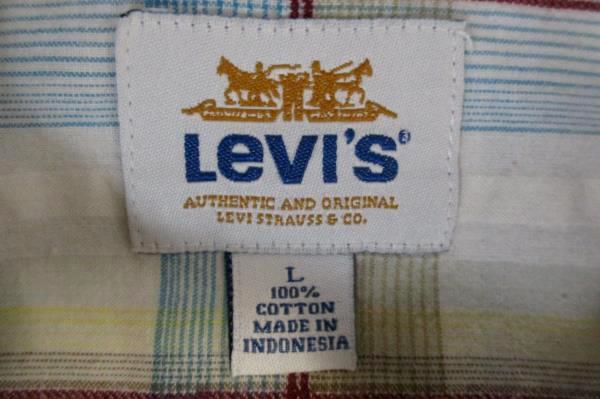 Levi's®
AUTHENTIC AND ORIGINAL
LEVI STRAUSS & CO.
L
100%
COTTON
MADE IN
INDONESIA